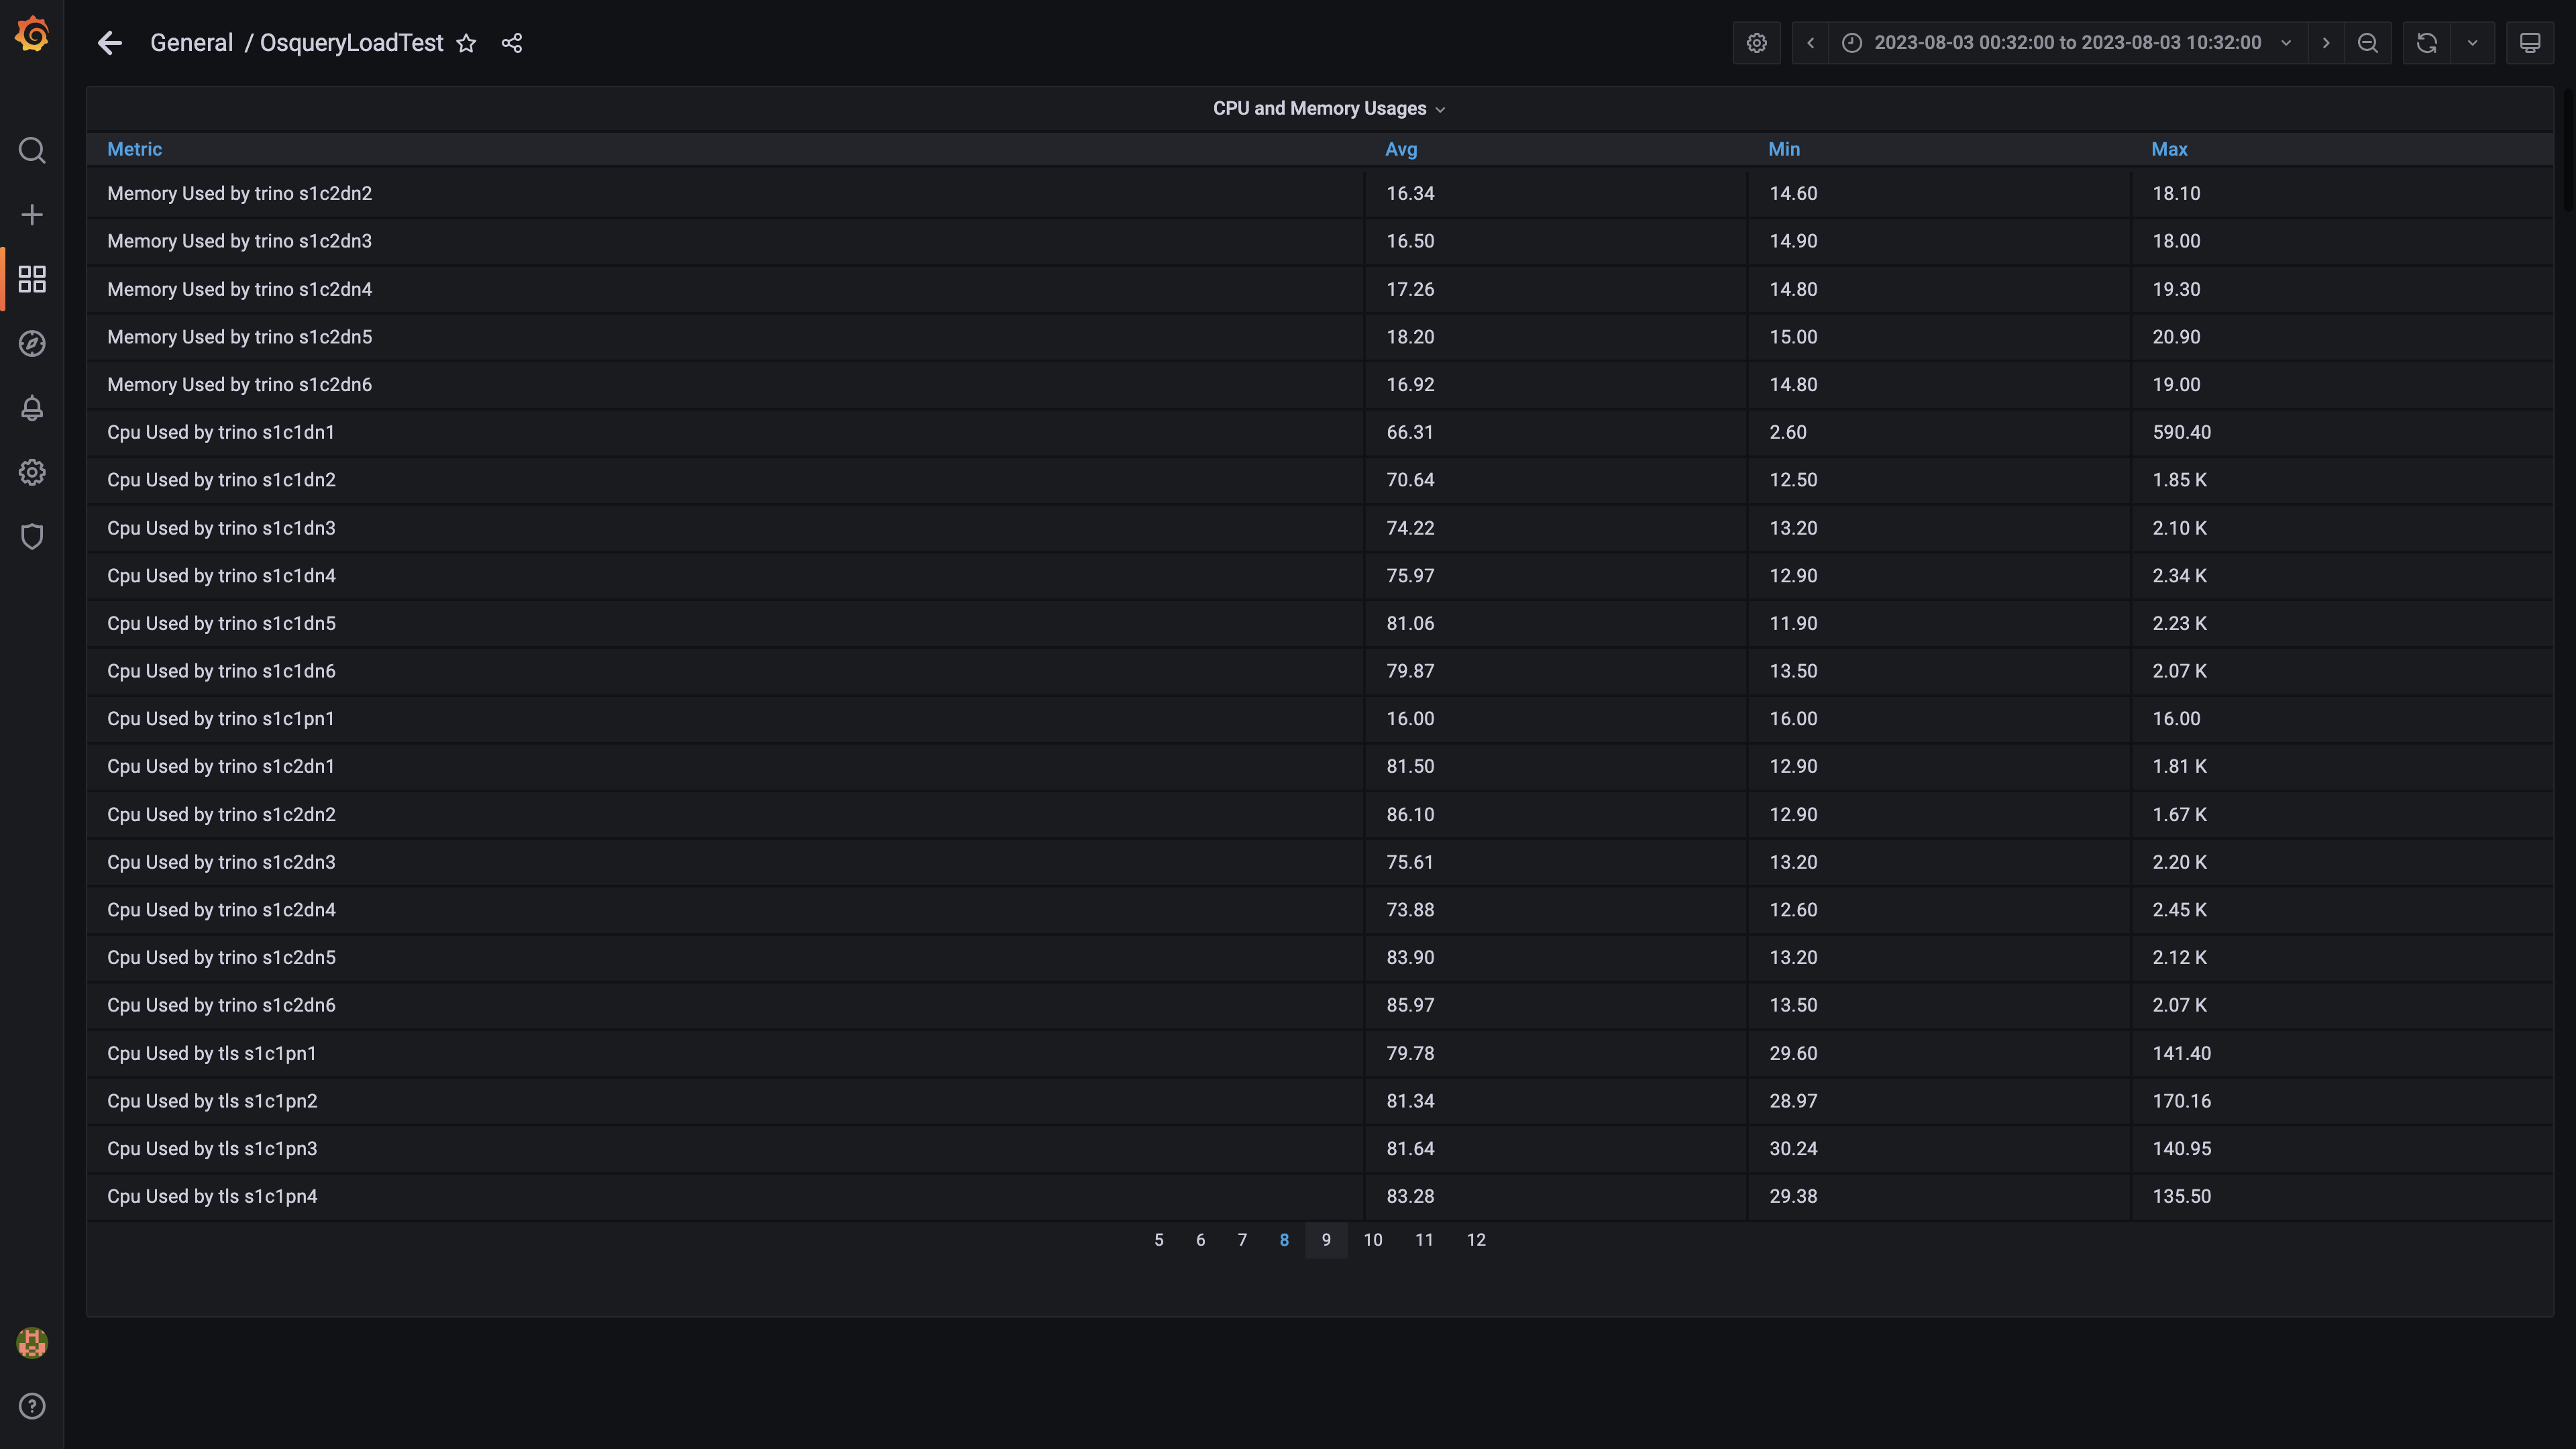 General / OsqueryLoadTest
2023-08-03 00:32:00 to 2023-08-03 10:32:00
CPU and Memory Usages
Metric Avg Min Max
Memory Used by trino s1c2dn2 16.34 14.60 18.10
Memory Used by trino s1c2dn3 16.50 14.90 18.00
Memory Used by trino s1c2dn4 17.26 14.80 19.30
Memory Used by trino s1c2dn5 18.20 15.00 20.90
Memory Used by trino s1c2dn6 16.92 14.80 19.00
Cpu Used by trino s1c1dn1 66.31 2.60 590.40
Cpu Used by trino s1c1dn2 70.64 12.50 1.85 K
Cpu Used by trino s1c1dn3 74.22 13.20 2.10 K
Cpu Used by trino s1c1dn4 75.97 12.90 2.34 K
Cpu Used by trino s1c1dn5 81.06 11.90 2.23 K
Cpu Used by trino s1c1dn6 79.87 13.50 2.07 K
Cpu Used by trino s1c1pn1 16.00 16.00 16.00
Cpu Used by trino s1c2dn1 81.50 12.90 1.81 K
Cpu Used by trino s1c2dn2 86.10 12.90 1.67 K
Cpu Used by trino s1c2dn3 75.61 13.20 2.20 K
Cpu Used by trino s1c2dn4 73.88 12.60 2.45 K
Cpu Used by trino s1c2dn5 83.90 13.20 2.12 K
Cpu Used by trino s1c2dn6 85.97 13.50 2.07 K
Cpu Used by tls s1c1pn1 79.78 29.60 141.40
Cpu Used by tls s1c1pn2 81.34 28.97 170.16
Cpu Used by tls s1c1pn3 81.64 30.24 140.95
Cpu Used by tls s1c1pn4 83.28 29.38 135.50
5 6 7 8 9 10 11 12